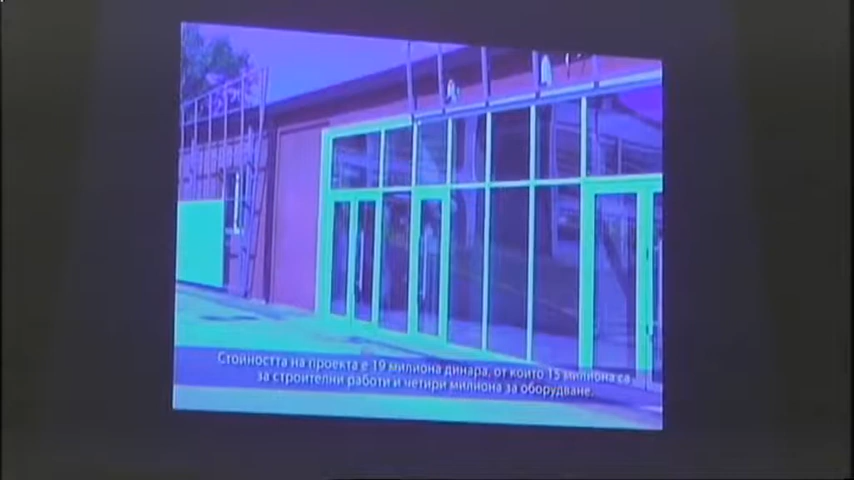 Стойността на проекта е 19 милиона динара, от които 15 милиона са
за строителни работи и четири милиона за оборудване.